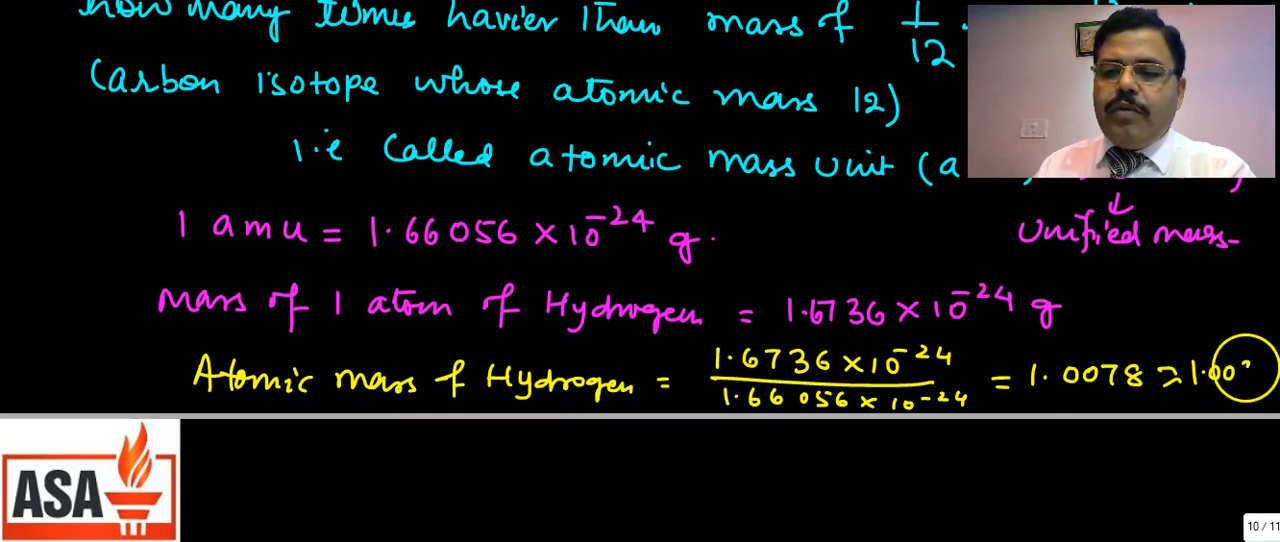 how many times havier than mass of 1/12
Carbon isotope whose atomic mass 12)
i.e called atomic mass unit (a
↓
Unified mass-
1 amu = 1.66056 × 10⁻²⁴ g.
Mass of 1 atom of Hydrogen = 1.6736 × 10⁻²⁴ g
Atomic mass of Hydrogen = 1.6736 × 10⁻²⁴ / 1.66056 × 10⁻²⁴ = 1.0078 ≈ 1.00
ASA
10 / 11